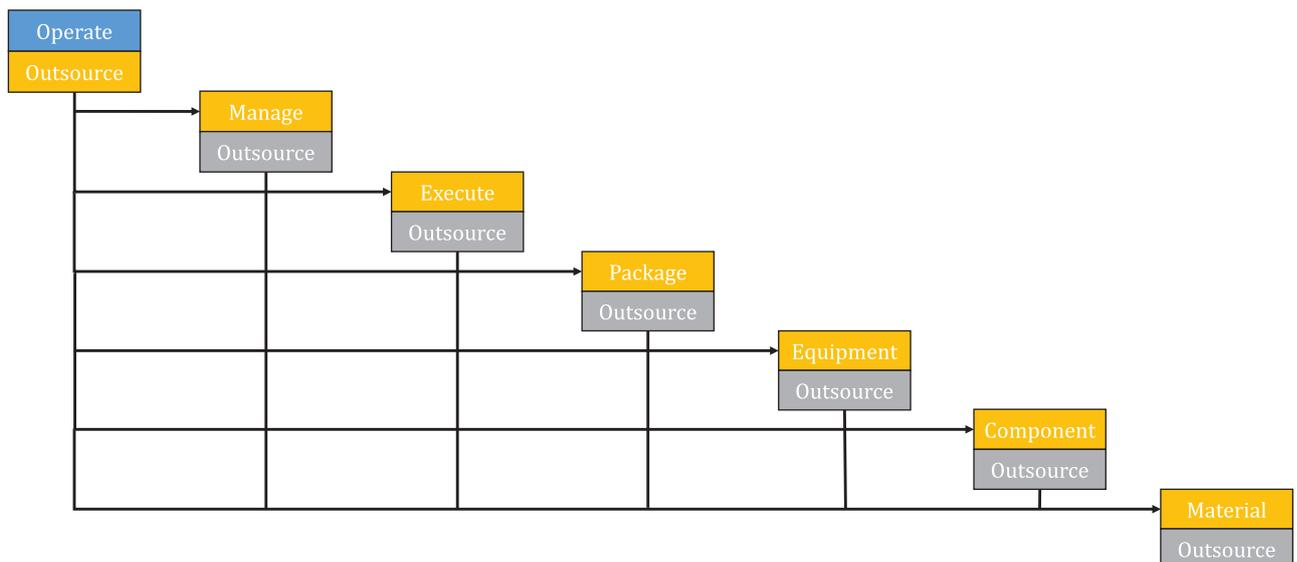 Operate
Outsource
Manage
Outsource
Execute
Outsource
Package
Outsource
Equipment
Outsource
Component
Outsource
Material
Outsource